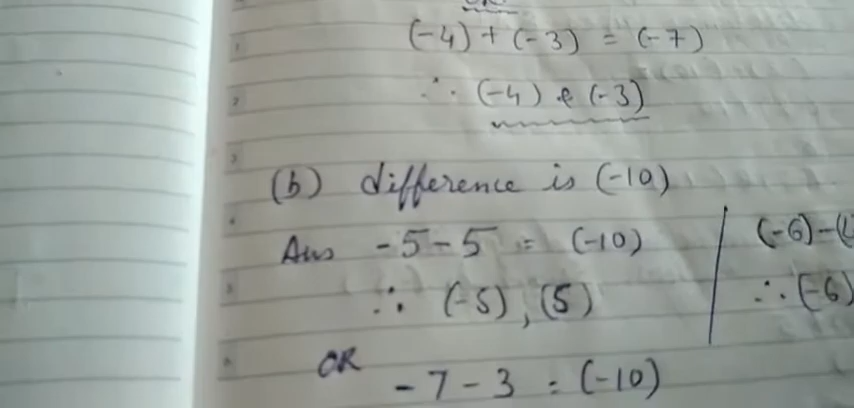 (-4) + (-3) = (-7)
∴ (-4) & (-3)
(b) difference is (-10)
Ans -5-5 = (-10)
∴ (-5), (5)
(-6)-(
∴ (-6)
OR
-7-3 = (-10)